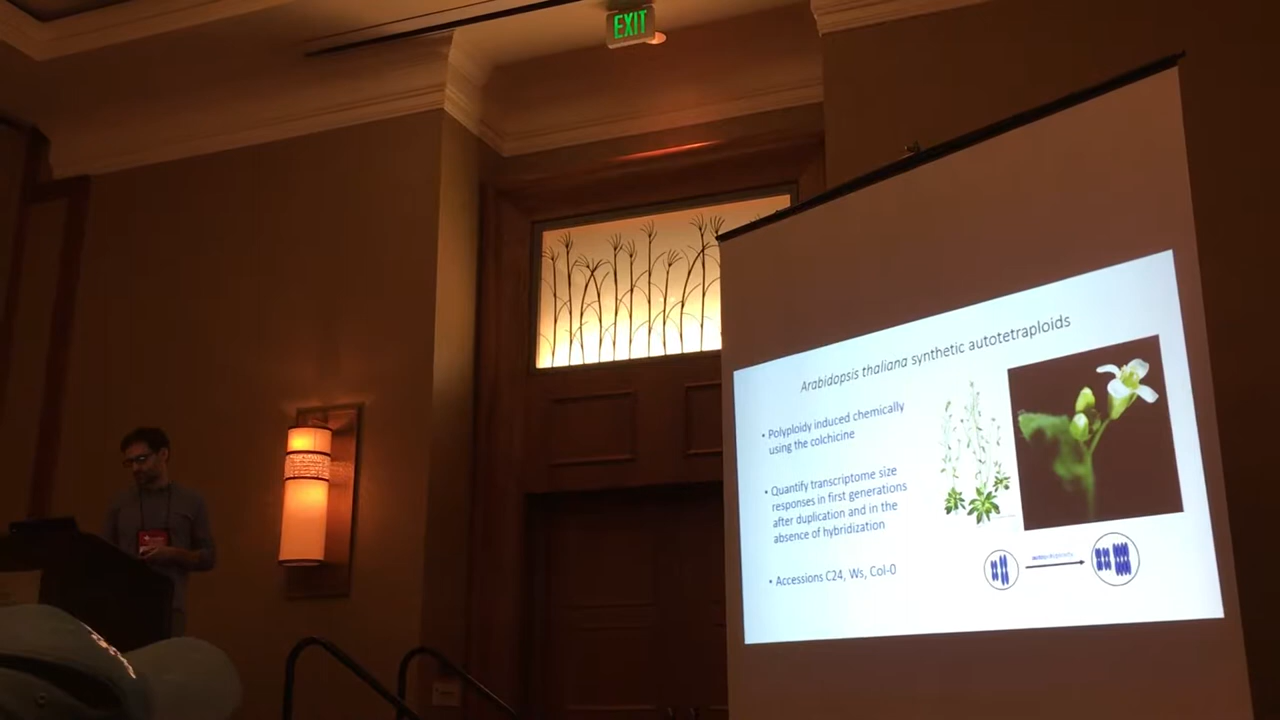 EXIT
Arabidopsis thaliana synthetic autotetraploids
• Polyploidy induced chemically
using the colchicine
• Quantify transcriptome size
responses in first generations
after duplication and in the
absence of hybridization
• Accessions C24, Ws, Col-0